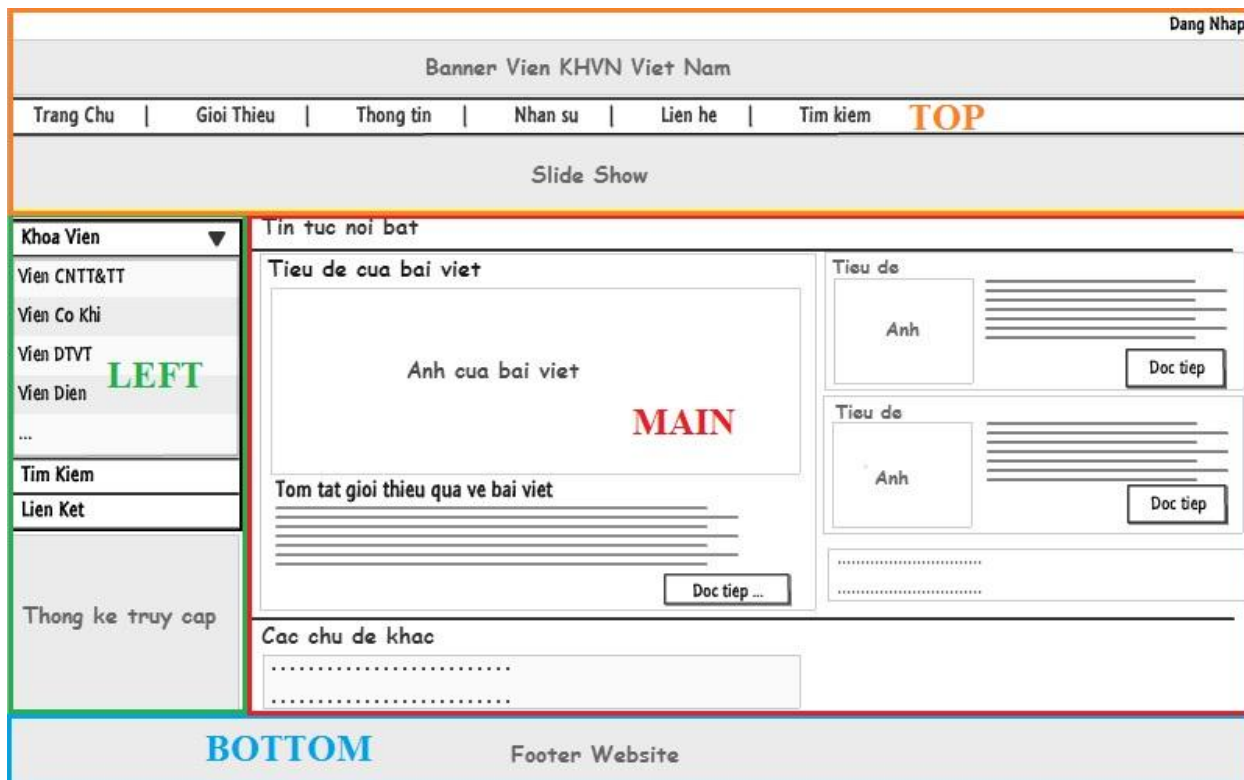 Dang Nhap
Banner Vien KHVN Viet Nam
Trang Chu | Gioi Thieu | Thong tin | Nhan su | Lien he | Tim kiem TOP
Slide Show
Khoa Vien
Vien CNTT&TT
Vien Co Khi
Vien DTVT
LEFT
Vien Dien
...
Tim Kiem
Lien Ket
Thong ke truy cap
Tin tuc noi bat
Tieu de cua bai viet
Anh cua bai viet
MAIN
Tom tat gioi thieu qua ve bai viet
Doc tiep ...
Tieu de
Anh
Doc tiep
Tieu de
Anh
Doc tiep
Cac chu de khac
BOTTOM
Footer Website